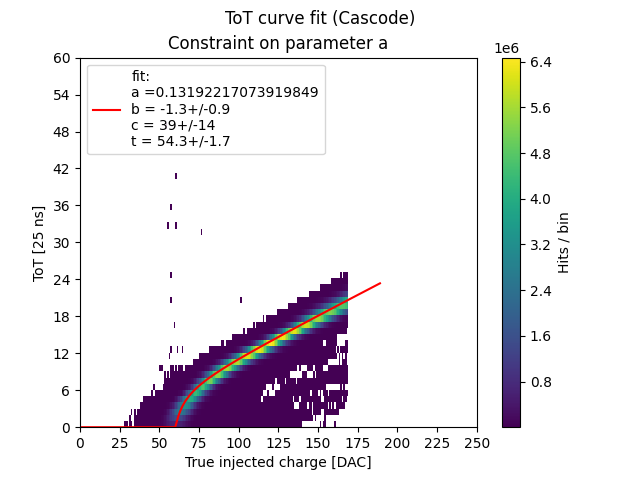 ToT curve fit (Cascode)
Constraint on parameter a
1e6
fit:
a =0.13192217073919849
b = -1.3+/-0.9
c = 39+/-14
t = 54.3+/-1.7
60
54
48
42
36
30
24
18
12
6
0
ToT [25 ns]
0 25 50 75 100 125 150 175 200 225 250
True injected charge [DAC]
6.4
5.6
4.8
4.0
3.2
2.4
1.6
0.8
Hits / bin